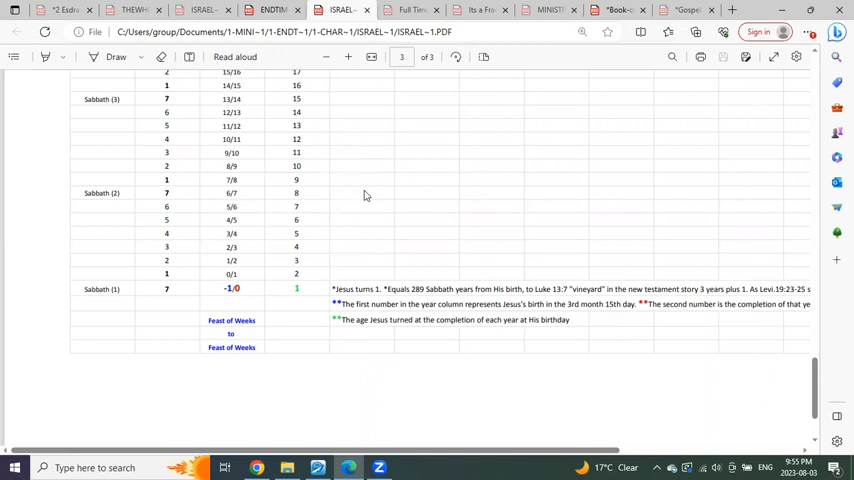 *2 Esdra
THEWHO
ISRAEL~
ENDTIM
ISRAEL~
Full Time
Its a Fran
MINISTR
*Book-o
*Gospel
File
C:/Users/group/Documents/1-MINI~1/1-ENDT~1/1-CHAR~1/ISRAEL~1/ISRAEL~1.PDF
Sign in
Draw
Read aloud
3 of 3
2 15/16 17
1 14/15 16
Sabbath (3) 7 13/14 15
6 12/13 14
5 11/12 13
4 10/11 12
3 9/10 11
2 8/9 10
1 7/8 9
Sabbath (2) 7 6/7 8
6 5/6 7
5 4/5 6
4 3/4 5
3 2/3 4
2 1/2 3
1 0/1 2
Sabbath (1) 7 -1/0 1 *Jesus turns 1. *Equals 289 Sabbath years from His birth, to Luke 13:7 "vineyard" in the new testament story 3 years plus 1. As Levi.19:23-25 s
**The first number in the year column represents Jesus's birth in the 3rd month 15th day. **The second number is the completion of that ye
Feast of Weeks **The age Jesus turned at the completion of each year at His birthday
to
Feast of Weeks
Type here to search
17°C Clear
ENG
9:55 PM
2023-08-03
2